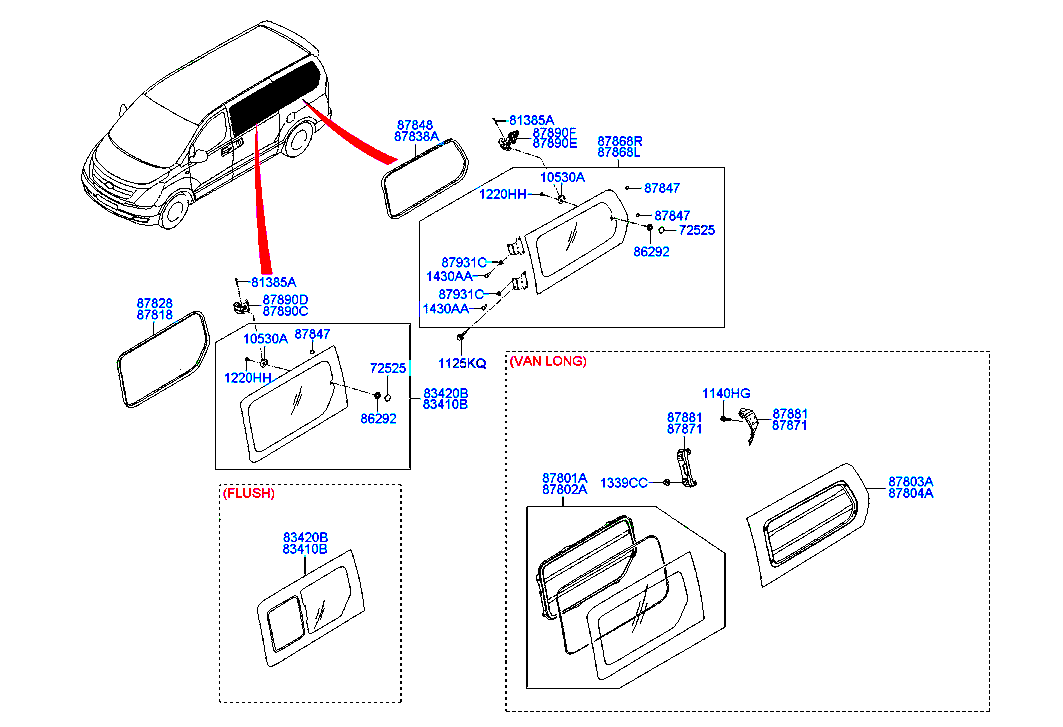 81385A
87848
87838A
87890F
87890E
87868R
87868L
10530A
1220HH
87847
87847
72525
86292
87931C
1430AA
87931C
1430AA
1125KQ
81385A
87890D
87890C
87828
87818
10530A
87847
1220HH
72525
86292
83420B
83410B
(VAN LONG)
1140HG
87881
87871
87881
87871
1339CC
87801A
87802A
87803A
87804A
(FLUSH)
83420B
83410B